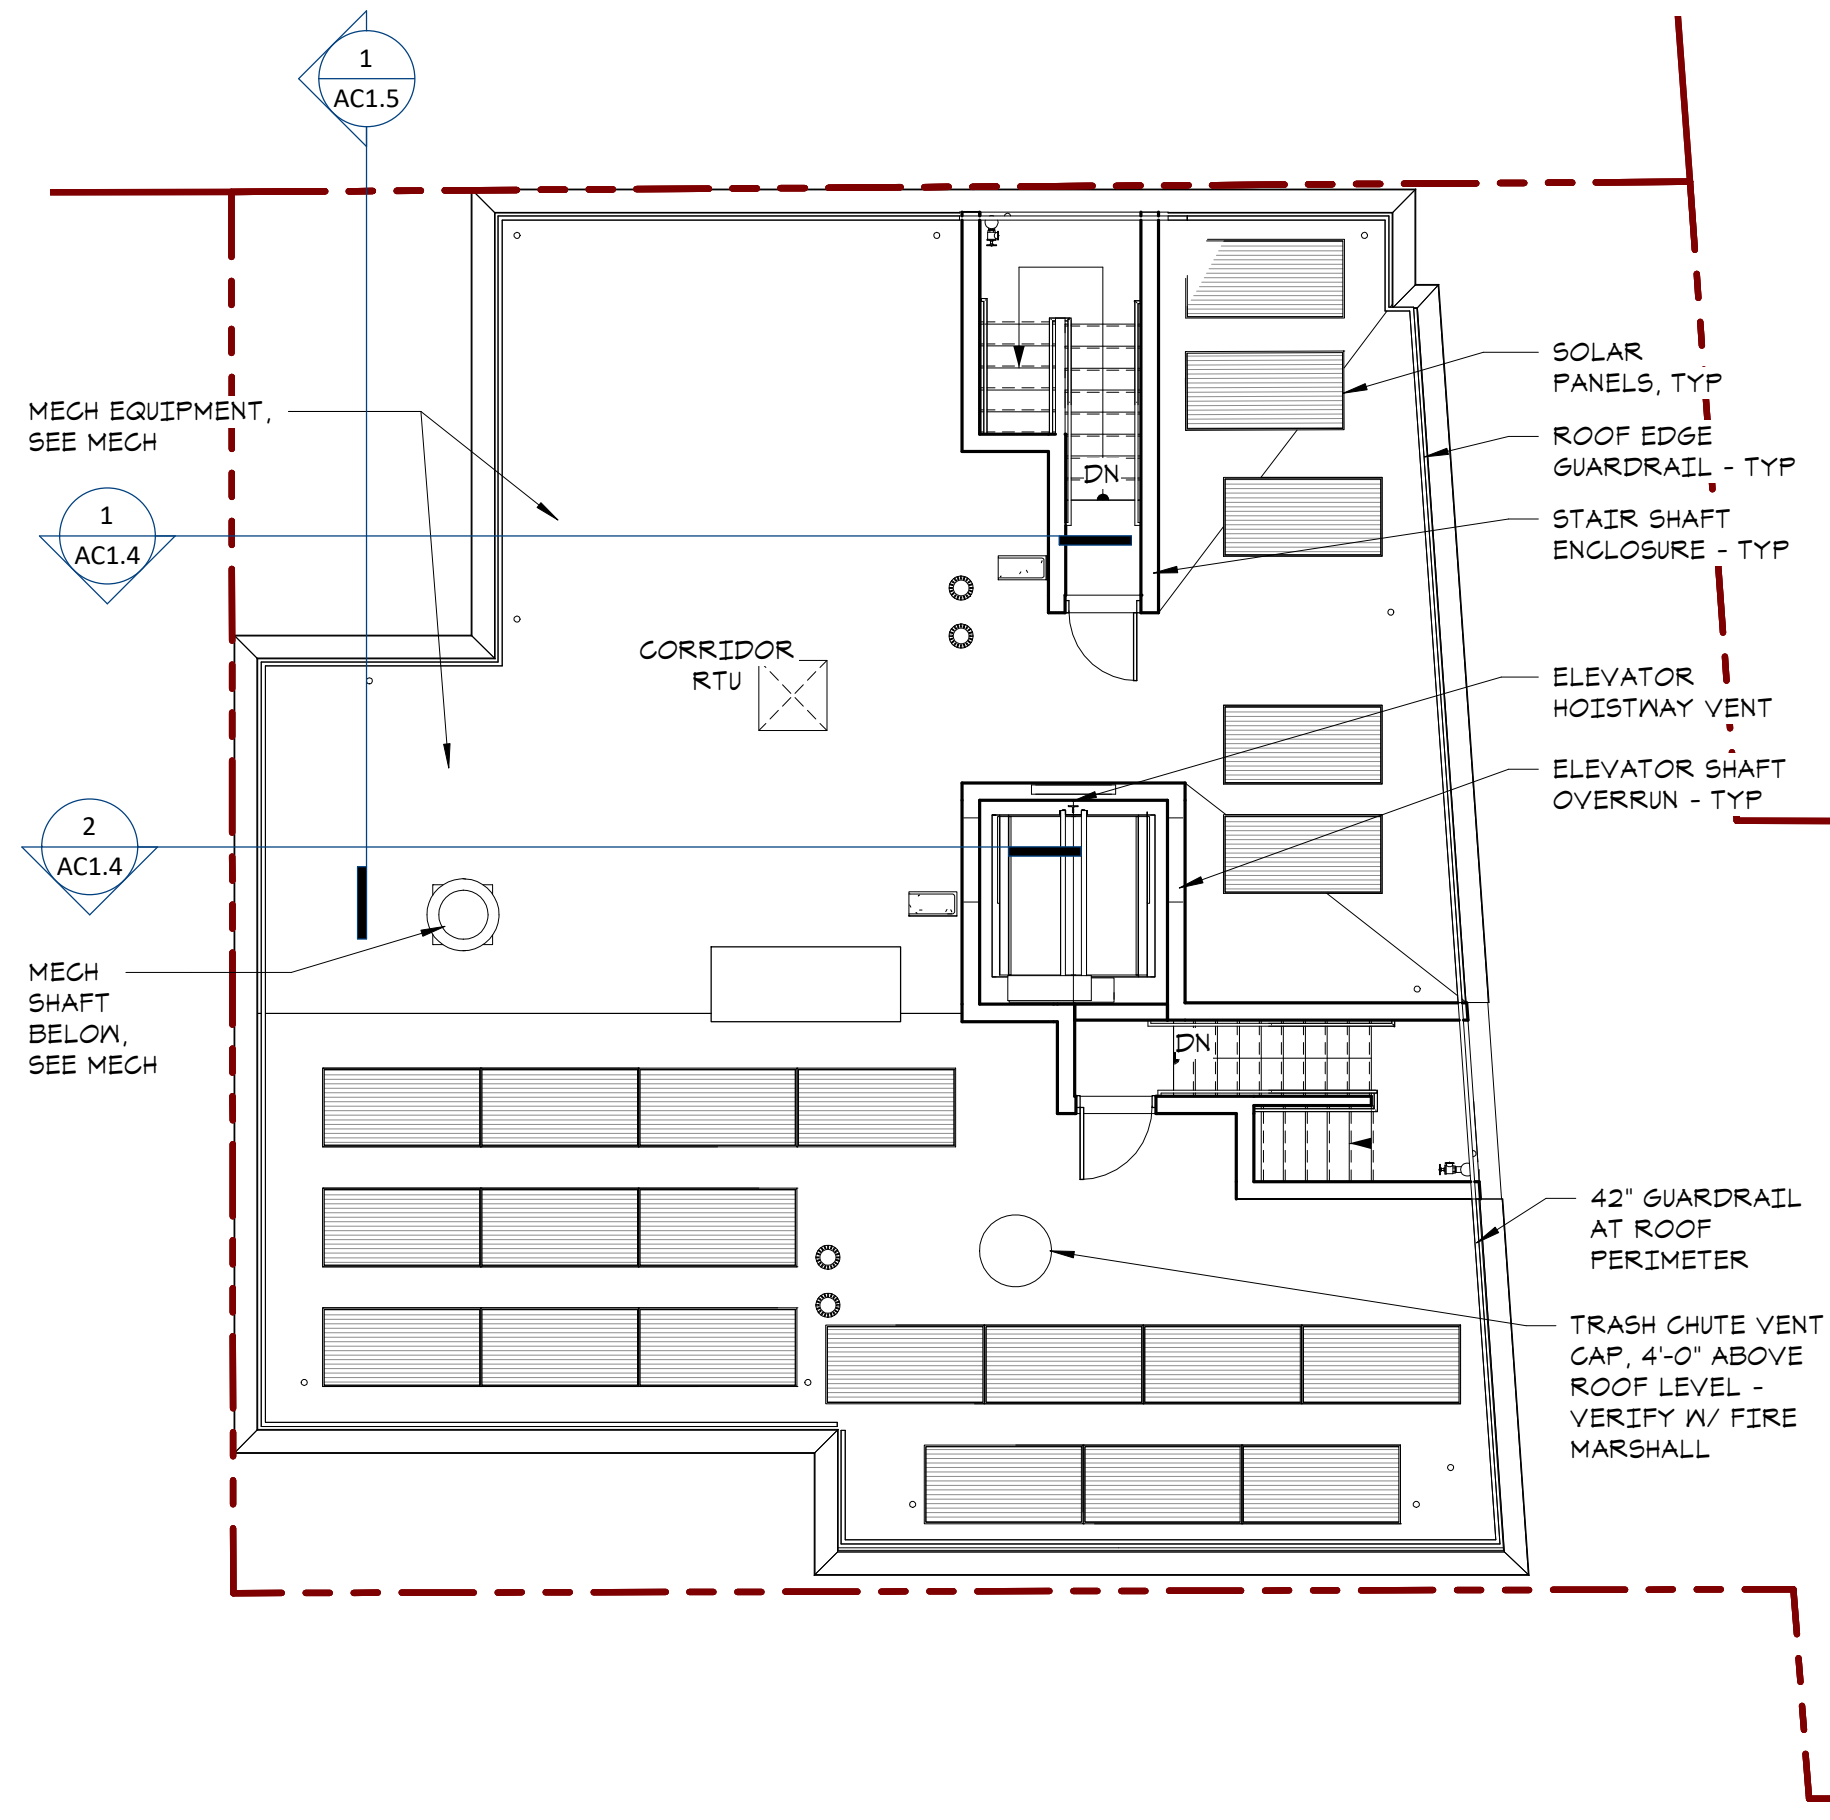 1
AC1.5
MECH EQUIPMENT,
SEE MECH
SOLAR
PANELS, TYP
ROOF EDGE
GUARDRAIL - TYP
DN
1
AC1.4
STAIR SHAFT
ENCLOSURE - TYP
CORRIDOR
RTU
ELEVATOR
HOISTWAY VENT
ELEVATOR SHAFT
OVERRUN - TYP
2
AC1.4
MECH
SHAFT
BELOW,
SEE MECH
DN
42" GUARDRAIL
AT ROOF
PERIMETER
TRASH CHUTE VENT
CAP, 4'-0" ABOVE
ROOF LEVEL -
VERIFY W/ FIRE
MARSHALL